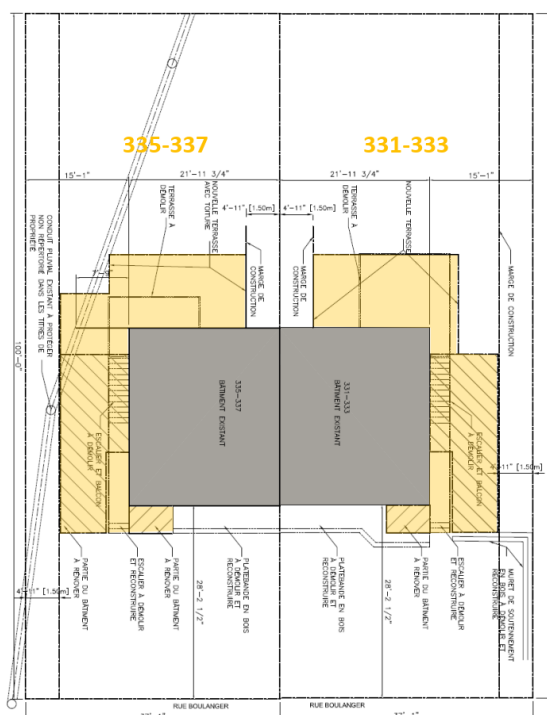 335-337
331-333
15'-1"
21'-11 3/4"
21'-11 3/4"
15'-1"
4'-11" [1.50m]
4'-11" [1.50m]
TERRASSE À
DÉMOLIR
NOUVELLE TERRASSE
AVEC TOITURE
NOUVELLE TERRASSE
MARGE DE
CONSTRUCTION
MARGE DE
CONSTRUCTION
MARGE DE CONSTRUCTION
CONDUIT PLUVIAL EXISTANT À PROTÉGER
NON RÉPERTORIÉ DANS LES TITRES DE
PROPRIÉTÉ
100'-0"
335-337
BÂTIMENT EXISTANT
331-333
BÂTIMENT EXISTANT
ESCALIER ET BALCON
À DÉMOLIR
ESCALIER ET BALCON
À DÉMOLIR
[1.50m]
PARTIE DU BÂTIMENT
À RÉNOVER
ESCALIER À DÉMOLIR
ET RECONSTRUIRE
PARTIE DU BÂTIMENT
À RÉNOVER
PLATEBANDE EN BOIS
À DÉMOLIR ET
RECONSTRUIRE
PLATEBANDE EN BOIS
À DÉMOLIR ET
RECONSTRUIRE
PARTIE DU BÂTIMENT
À RÉNOVER
ESCALIER À DÉMOLIR
ET RECONSTRUIRE
MURET DE SOUTENNEMENT
EN BOIS À DÉMOLIR ET
RECONSTRUIRE
4'-11" [1.50m]
28'-2 1/2"
28'-2 1/2"
RUE BOULANGER
RUE BOULANGER